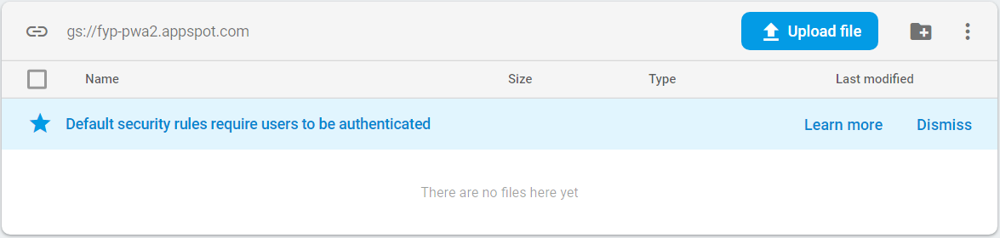 gs://fyp-pwa2.appspot.com Upload file
Name Size Type Last modified
Default security rules require users to be authenticated Learn more Dismiss
There are no files here yet